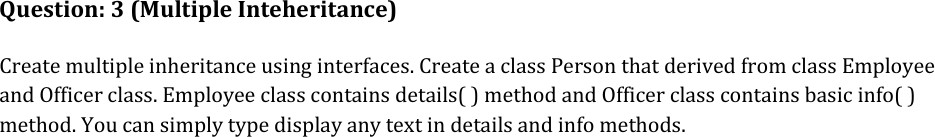 Question: 3 (Multiple Inteheritance)
Create multiple inheritance using interfaces. Create a class Person that derived from class Employee
and Officer class. Employee class contains details( ) method and Officer class contains basic info( )
method. You can simply type display any text in details and info methods.